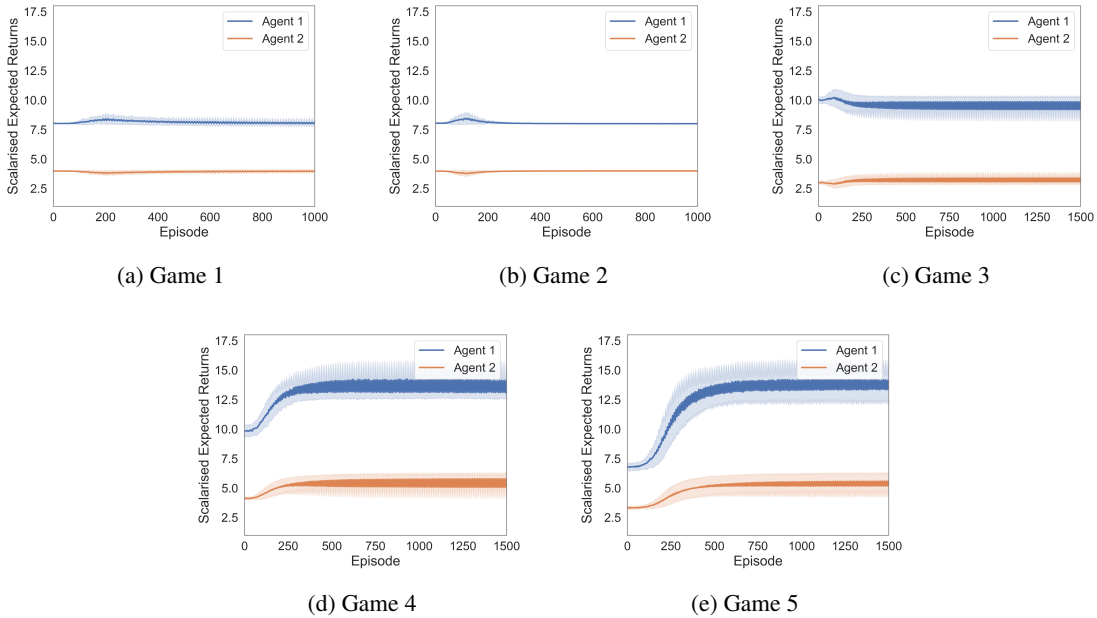 17.5
15.0
12.5
10.0
7.5
5.0
2.5
Scalarised Expected Returns
Agent 1
Agent 2
0 200 400 600 800 1000
Episode
(a) Game 1
17.5
15.0
12.5
10.0
7.5
5.0
2.5
Scalarised Expected Returns
Agent 1
Agent 2
0 200 400 600 800 1000
Episode
(b) Game 2
17.5
15.0
12.5
10.0
7.5
5.0
2.5
Scalarised Expected Returns
Agent 1
Agent 2
0 250 500 750 1000 1250 1500
Episode
(c) Game 3
17.5
15.0
12.5
10.0
7.5
5.0
2.5
Scalarised Expected Returns
Agent 1
Agent 2
0 250 500 750 1000 1250 1500
Episode
(d) Game 4
17.5
15.0
12.5
10.0
7.5
5.0
2.5
Scalarised Expected Returns
Agent 1
Agent 2
0 250 500 750 1000 1250 1500
Episode
(e) Game 5